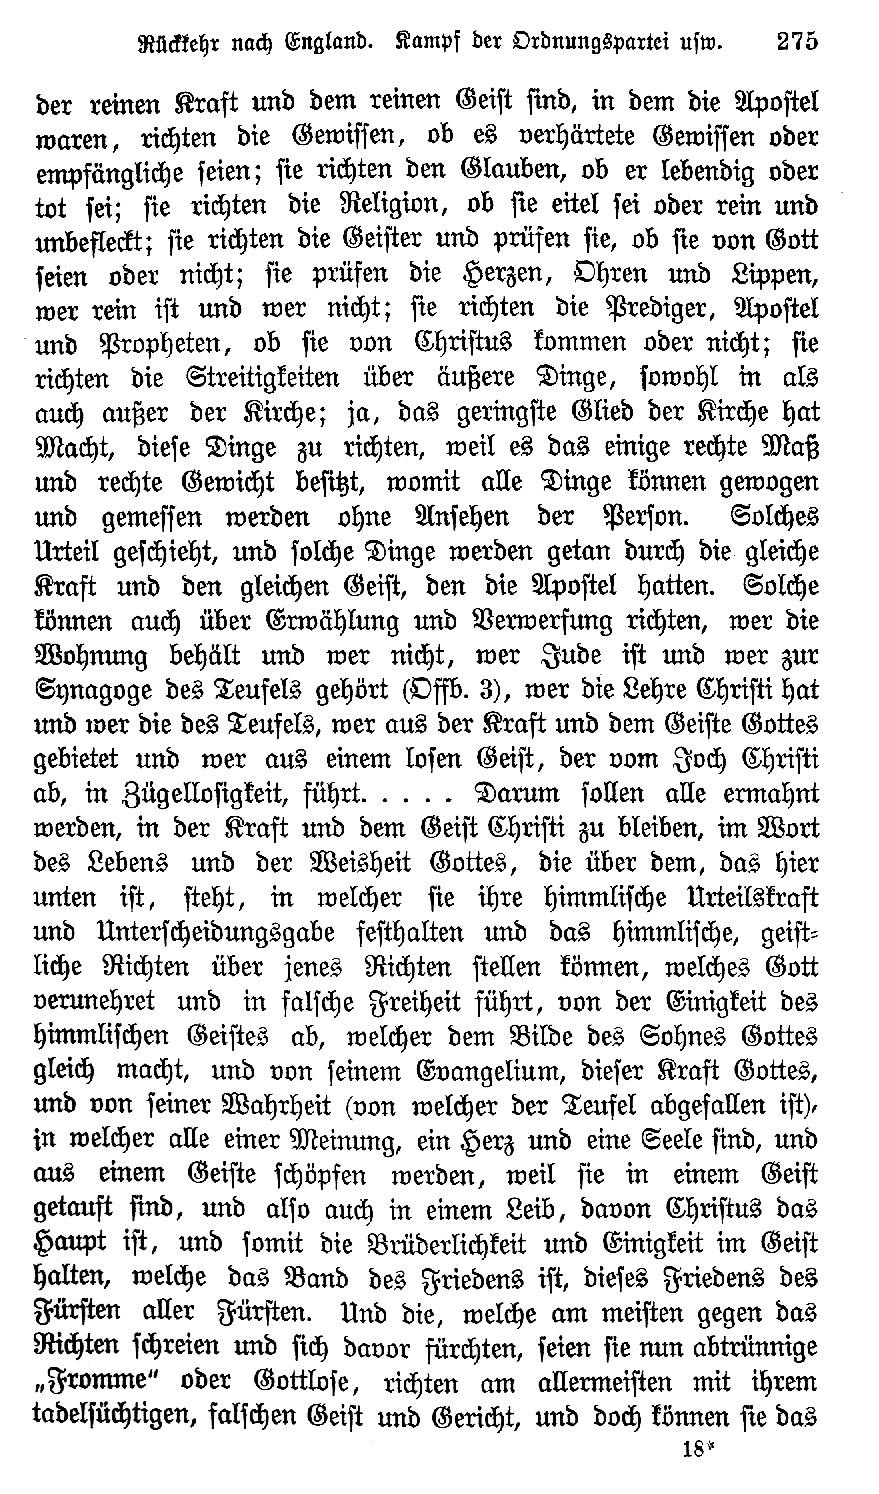 Rückkehr nach England. Kampf der Ordnungspartei usw. 275
der reinen Kraft und dem reinen Geist sind, in dem die Apostel
waren, richten die Gewissen, ob es verhärtete Gewissen oder
empfängliche seien; sie richten den Glauben, ob er lebendig oder
tot sei; sie richten die Religion, ob sie eitel sei oder rein und
unbefleckt; sie richten die Geister und prüfen sie, ob sie von Gott
seien oder nicht; sie prüfen die Herzen, Ohren und Lippen,
wer rein ist und wer nicht; sie richten die Prediger, Apostel
und Propheten, ob sie von Christus kommen oder nicht; sie
richten die Streitigkeiten über äußere Dinge, sowohl in als
auch außer der Kirche; ja, das geringste Glied der Kirche hat
Macht, diese Dinge zu richten, weil es das einige rechte Maß
und rechte Gewicht besitzt, womit alle Dinge können gewogen
und gemessen werden ohne Ansehen der Person. Solches
Urteil geschieht, und solche Dinge werden getan durch die gleiche
Kraft und den gleichen Geist, den die Apostel hatten. Solche
können auch über Erwählung und Verwerfung richten, wer die
Wohnung behält und wer nicht, wer Jude ist und wer zur
Synagoge des Teufels gehört (Offb. 3), wer die Lehre Christi hat
und wer die des Teufels, wer aus der Kraft und dem Geiste Gottes
gebietet und wer aus einem losen Geist, der vom Joch Christi
ab, in Zügellosigkeit, führt. . . . . Darum sollen alle ermahnt
werden, in der Kraft und dem Geist Christi zu bleiben, im Wort
des Lebens und der Weisheit Gottes, die über dem, das hier
unten ist, steht, in welcher sie ihre himmlische Urteilskraft
und Unterscheidungsgabe festhalten und das himmlische, geist-
liche Richten über jenes Richten stellen können, welches Gott
verunehret und in falsche Freiheit führt, von der Einigkeit des
himmlischen Geistes ab, welcher dem Bilde des Sohnes Gottes
gleich macht, und von seinem Evangelium, dieser Kraft Gottes,
und von seiner Wahrheit (von welcher der Teufel abgefallen ist),
in welcher alle einer Meinung, ein Herz und eine Seele sind, und
aus einem Geiste schöpfen werden, weil sie in einem Geist
getauft sind, und also auch in einem Leib, davon Christus das
Haupt ist, und somit die Brüderlichkeit und Einigkeit im Geist
halten, welche das Band des Friedens ist, dieses Friedens des
Fürsten aller Fürsten. Und die, welche am meisten gegen das
Richten schreien und sich davor fürchten, seien sie nun abtrünnige
„Fromme“ oder Gottlose, richten am allermeisten mit ihrem
tadelsüchtigen, falschen Geist und Gericht, und doch können sie das
18*